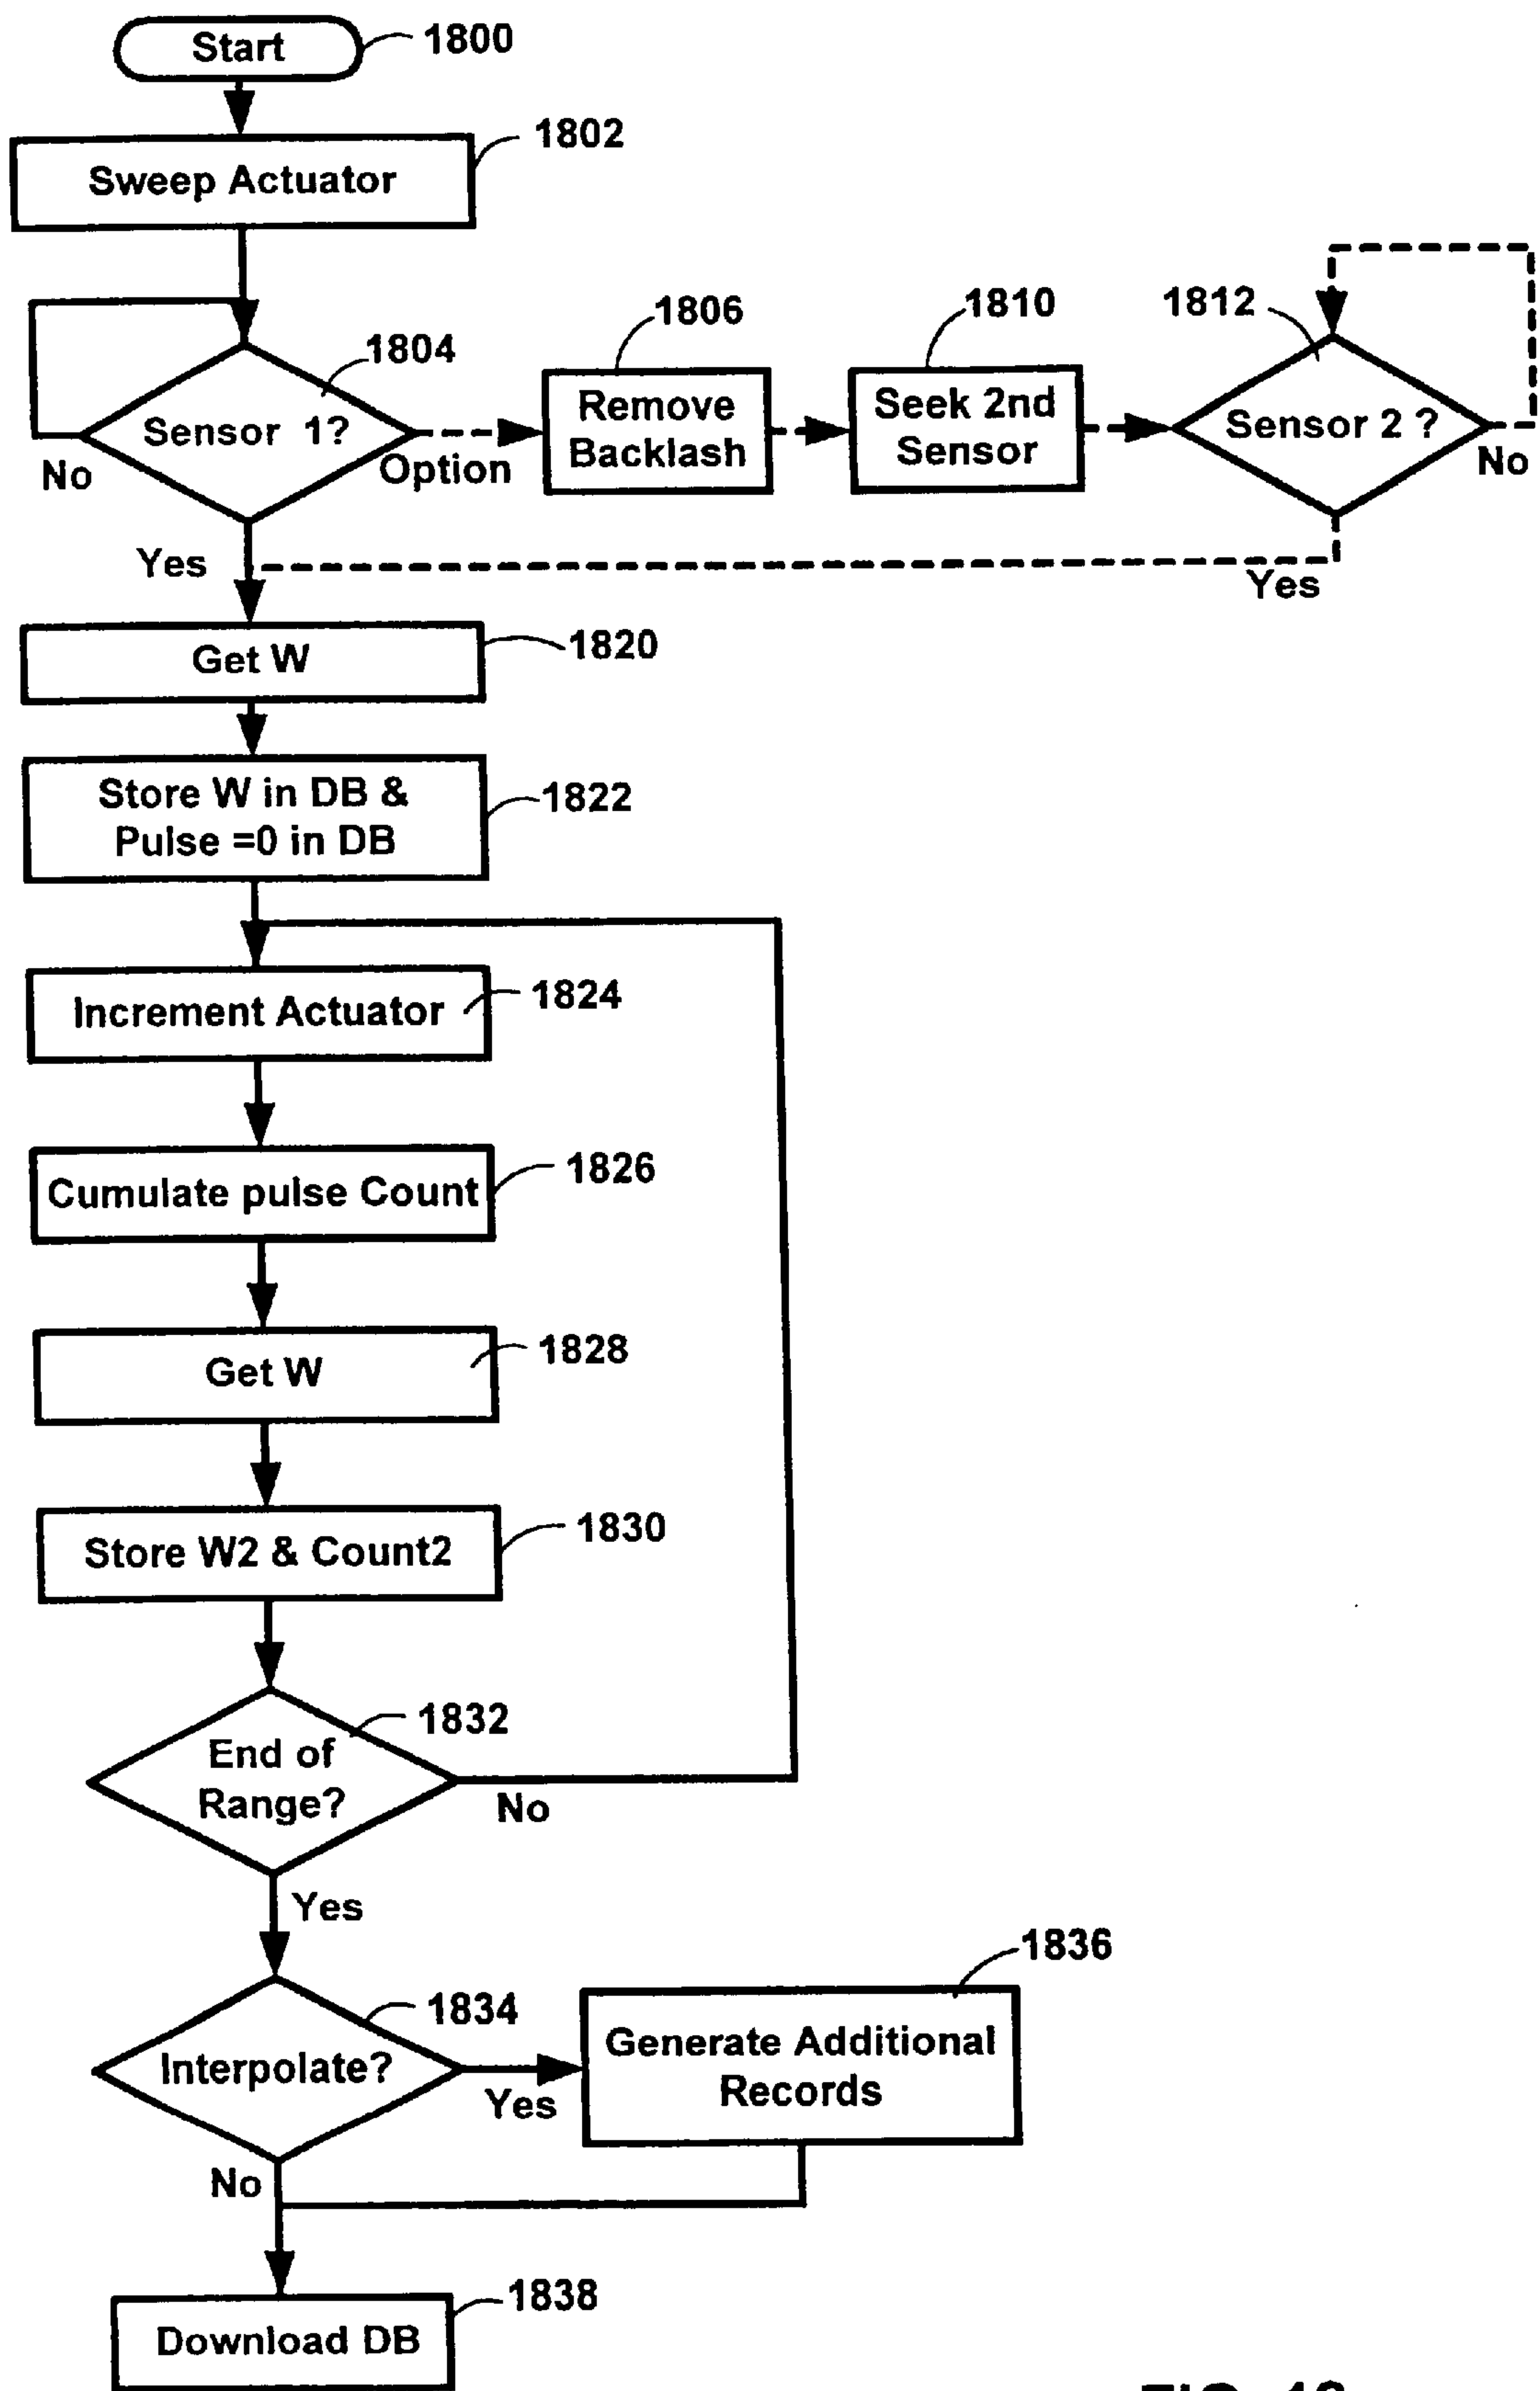 Start
1800
1802
Sweep Actuator
1804
Sensor 1?
No
Option
Yes
1806
Remove
Backlash
1810
Seek 2nd
Sensor
1812
Sensor 2 ?
No
Yes
Get W
1820
Store W in DB &
Pulse =0 in DB
1822
Increment Actuator
1824
Cumulate pulse Count
1826
Get W
1828
Store W2 & Count2
1830
1832
End of
Range?
No
Yes
1834
Interpolate?
Yes
No
1836
Generate Additional
Records
1838
Download DB